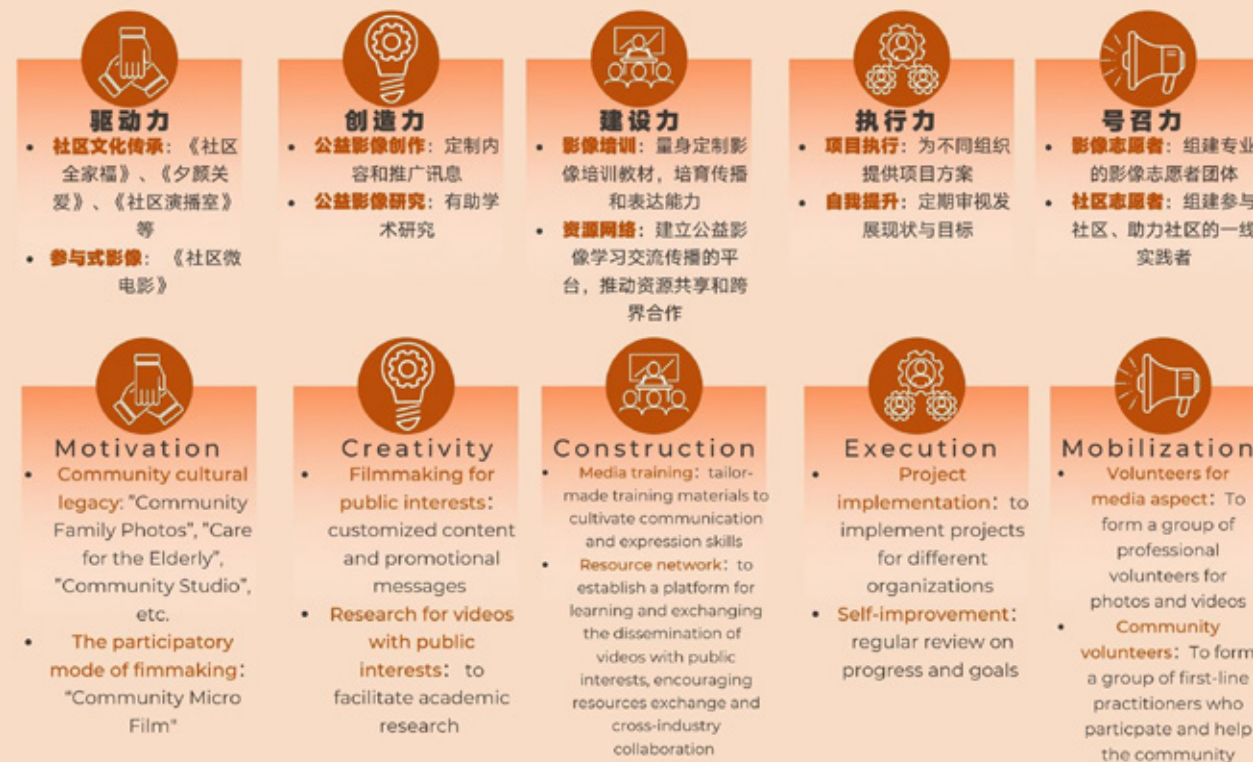 驱动力
• 社区文化传承：《社区
全家福》、《夕颜关
爱》、《社区演播室》
等
• 参与式影像：《社区微
电影》
创造力
• 公益影像创作：定制内
容和推广讯息
• 公益影像研究：有助学
术研究
建设力
• 影像培训：量身定制影
像培训教材，培育传播
和表达能力
• 资源网络：建立公益影
像学习交流传播的平
台，推动资源共享和跨
界合作
执行力
• 项目执行：为不同组织
提供项目方案
• 自我提升：定期审视发
展现状与目标
号召力
• 影像志愿者：组建专业
的影像志愿者团体
• 社区志愿者：组建参与
社区、助力社区的一线
实践者
Motivation
• Community cultural
legacy: "Community
Family Photos", "Care
for the Elderly",
"Community Studio",
etc.
• The participatory
mode of fimmaking：
"Community Micro
Film"
Creativity
• Filmmaking for
public interests：
customized content
and promotional
messages
• Research for videos
with public
interests：to
facilitate academic
research
Construction
• Media training：tailor-
made training materials to
cultivate communication
and expression skills
• Resource network：to
establish a platform for
learning and exchanging
the dissemination of
videos with public
interests, encouraging
resources exchange and
cross-industry
collaboration
Execution
• Project
implementation：to
implement projects
for different
organizations
• Self-improvement：
regular review on
progress and goals
Mobilization
• Volunteers for
media aspect：To
form a group of
professional
volunteers for
photos and videos
• Community
volunteers：To form
a group of first-line
practitioners who
particpate and help
the community